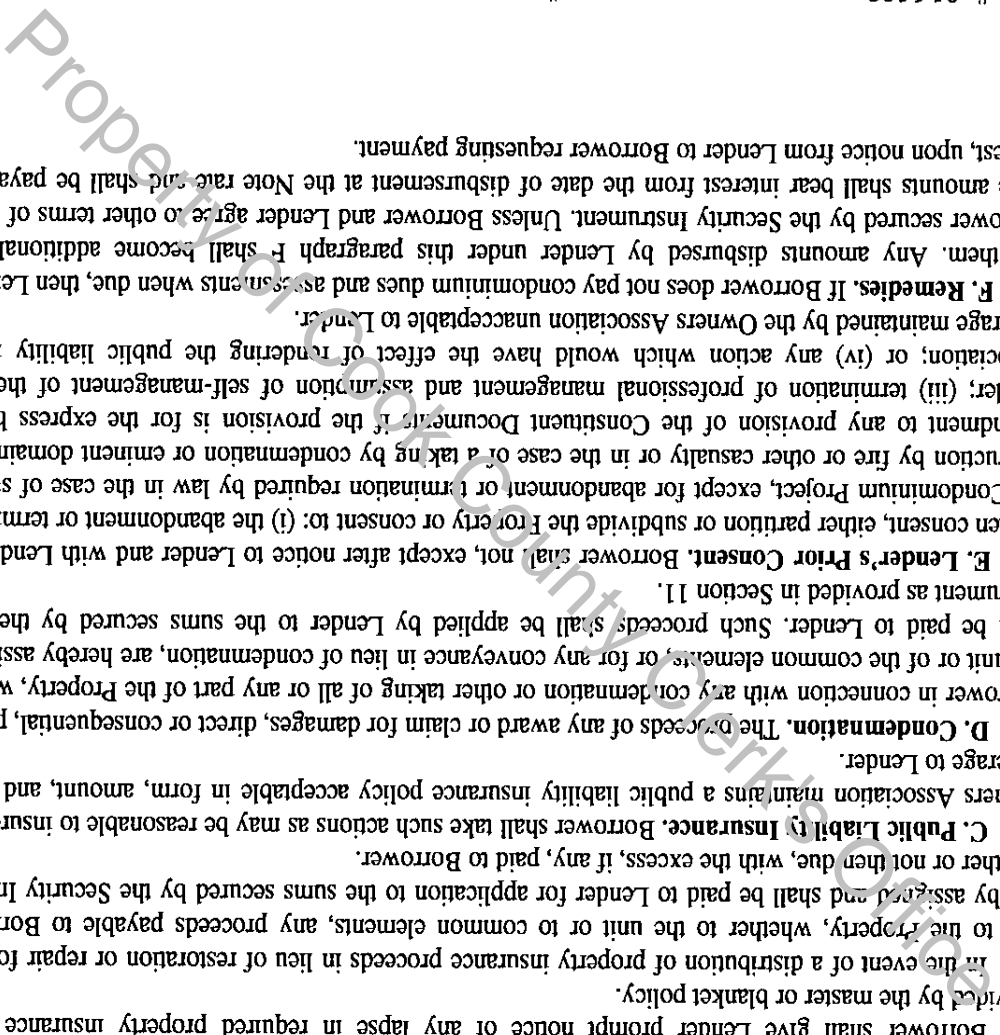 Borrower shall give Lender prompt notice of any lapse in required property insurance
vided by the master or blanket policy.
In the event of a distribution of property insurance proceeds in lieu of restoration or repair fo
to the Property, whether to the unit or to common elements, any proceeds payable to Bor
by assigned and shall be paid to Lender for application to the sums secured by the Security In
ther or not then due, with the excess, if any, paid to Borrower.
C. Public Liability Insurance. Borrower shall take such actions as may be reasonable to insure
ners Association maintains a public liability insurance policy acceptable in form, amount, and
erage to Lender.
D. Condemnation. The proceeds of any award or claim for damages, direct or consequential, p
ower in connection with any condemnation or other taking of all or any part of the Property, w
unit or of the common elements, or for any conveyance in lieu of condemnation, are hereby assi
be paid to Lender. Such proceeds shall be applied by Lender to the sums secured by the
ument as provided in Section 11.
E. Lender's Prior Consent. Borrower shall not, except after notice to Lender and with Lend
en consent, either partition or subdivide the Property or consent to: (i) the abandonment or term
Condominium Project, except for abandonment or termination required by law in the case of s
ruction by fire or other casualty or in the case of a taking by condemnation or eminent domain
ndment to any provision of the Constituent Documents if the provision is for the express b
der; (iii) termination of professional management and assumption of self-management of the
ociation; or (iv) any action which would have the effect of rendering the public liability
erage maintained by the Owners Association unacceptable to Lender.
F. Remedies. If Borrower does not pay condominium dues and assessments when due, then Le
them. Any amounts disbursed by Lender under this paragraph F shall become additional
ower secured by the Security Instrument. Unless Borrower and Lender agree to other terms of
amounts shall bear interest from the date of disbursement at the Note rate and shall be paya
est, upon notice from Lender to Borrower requesting payment.
Property of Cook County Clerk's Office